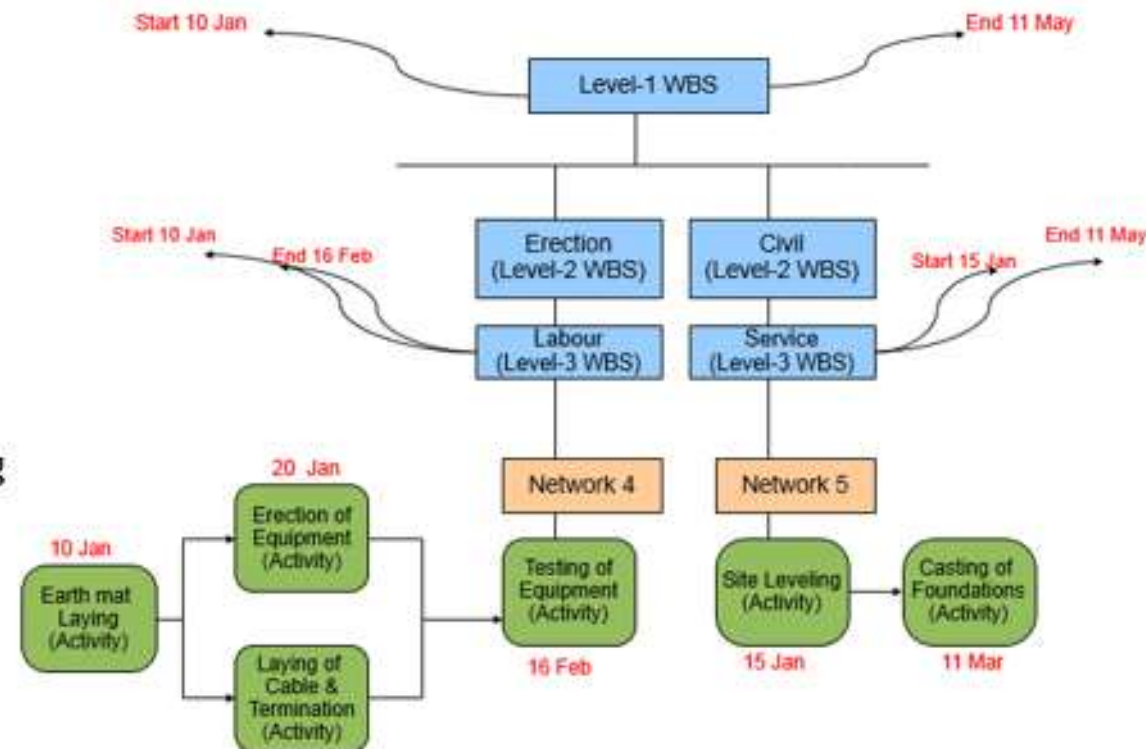 Start 10 Jan
End 11 May
Level-1 WBS
Start 10 Jan
End 16 Feb
Erection
(Level-2 WBS)
Civil
(Level-2 WBS)
Start 15 Jan
End 11 May
Labour
(Level-3 WBS)
Service
(Level-3 WBS)
g
20 Jan
Network 4
Network 5
Erection of
Equipment
(Activity)
10 Jan
Earth mat
Laying
(Activity)
Testing of
Equipment
(Activity)
Site Leveling
(Activity)
Casting of
Foundations
(Activity)
Laying of
Cable &
Termination
(Activity)
16 Feb
15 Jan
11 Mar